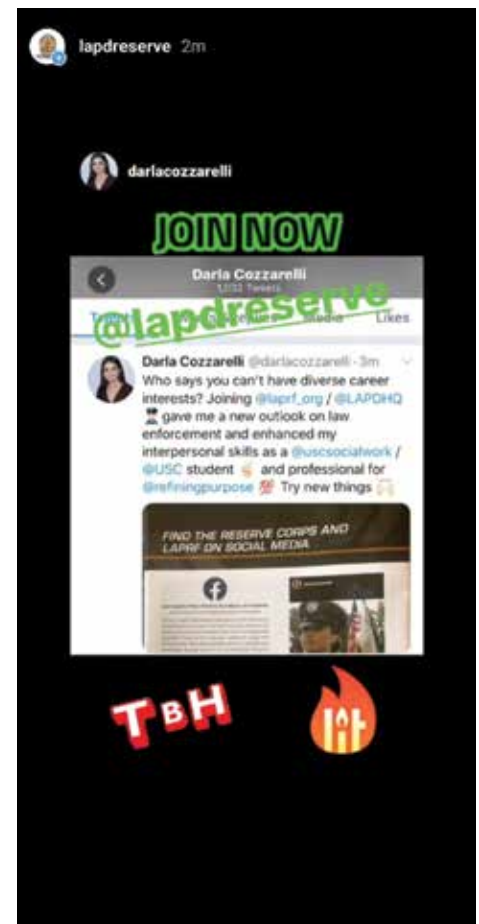 lapdreserve 2m
darlacozzarelli
JOIN NOW
Darla Cozzarelli
Tweets
@lapdreserve
Media Likes
Darla Cozzarelli @darlacozzarelli · 3m
Who says you can't have diverse career
interests? Joining @laprf_org / @LAPDHQ
gave me a new outlook on law
enforcement and enhanced my
interpersonal skills as a @uscsocialwork /
@USC student and professional for
@refiningpurpose 💯 Try new things
FIND THE RESERVE CORPS AND
LAPRF ON SOCIAL MEDIA
TBH
lit